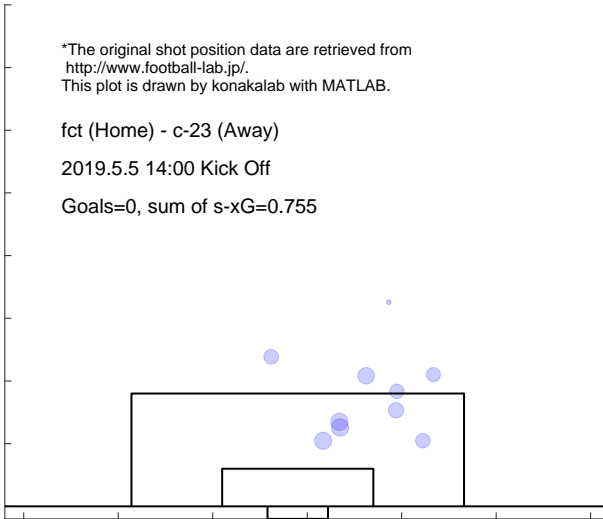 *The original shot position data are retrieved from
http://www.football-lab.jp/.
This plot is drawn by konakalab with MATLAB.
fct (Home) - c-23 (Away)
2019.5.5 14:00 Kick Off
Goals=0, sum of s-xG=0.755